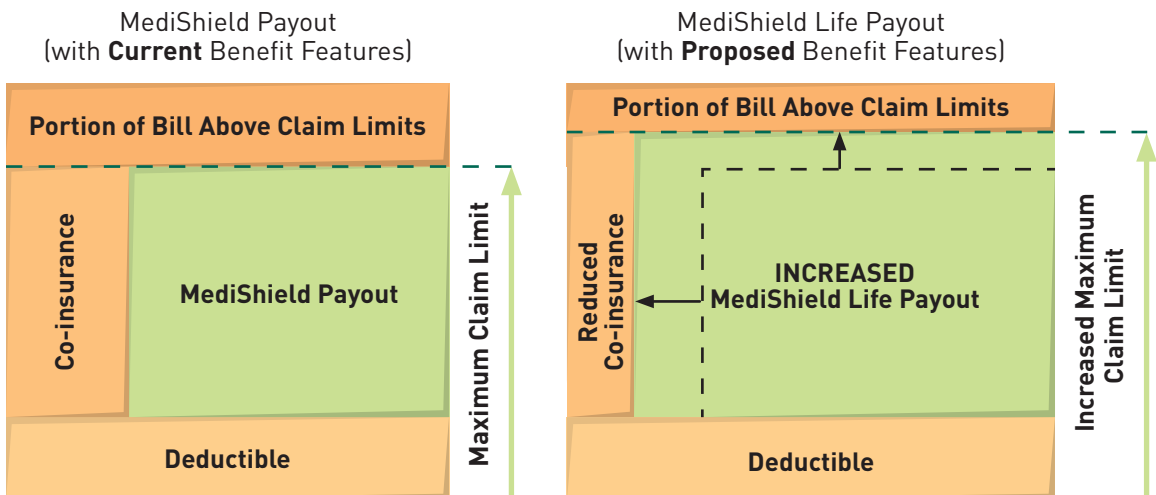 MediShield Payout
(with Current Benefit Features)
Portion of Bill Above Claim Limits
Co-insurance
MediShield Payout
Maximum Claim Limit
Deductible
MediShield Life Payout
(with Proposed Benefit Features)
Portion of Bill Above Claim Limits
Reduced
Co-insurance
INCREASED
MediShield Life Payout
Increased Maximum
Claim Limit
Deductible